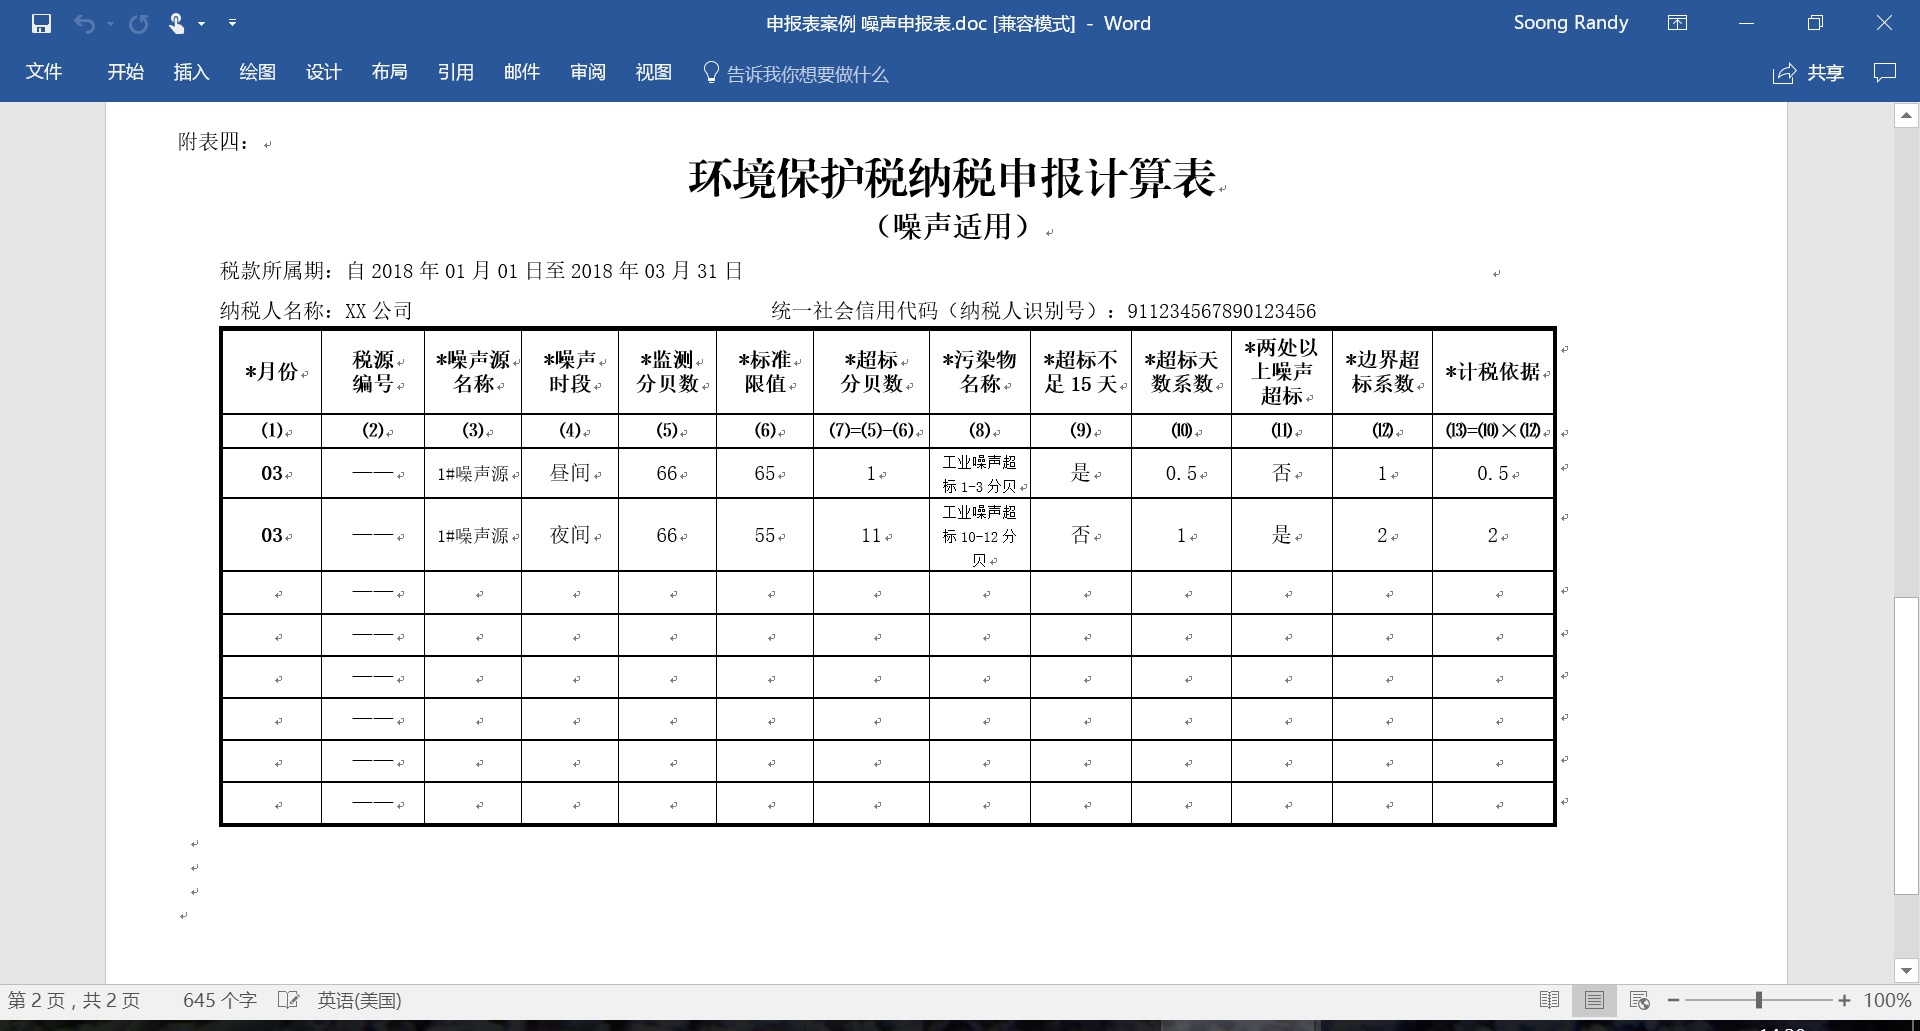 申报表案例 噪声申报表.doc [兼容模式] - Word
Soong Randy
文件 开始 插入 绘图 设计 布局 引用 邮件 审阅 视图 告诉我你想要做什么 共享
附表四：
环境保护税纳税申报计算表
（噪声适用）
税款所属期：自 2018 年 01 月 01 日至 2018 年 03 月 31 日
纳税人名称：XX 公司 统一社会信用代码（纳税人识别号）：911234567890123456
*月份
税源
编号
*噪声源
名称
*噪声
时段
*监测
分贝数
*标准
限值
*超标
分贝数
*污染物
名称
*超标不
足 15 天
*超标天
数系数
*两处以
上噪声
超标
*边界超
标系数
*计税依据
(1) (2) (3) (4) (5) (6) (7)=(5)-(6) (8) (9) (10) (11) (12) (13)=(10)×(12)
03 —— 1#噪声源 昼间 66 65 1
工业噪声超
标 1-3 分贝
是 0.5 否 1 0.5
03 —— 1#噪声源 夜间 66 55 11
工业噪声超
标 10-12 分
贝
否 1 是 2 2
——
——
——
——
——
——
第 2 页，共 2 页 645 个字 英语(美国) 100%